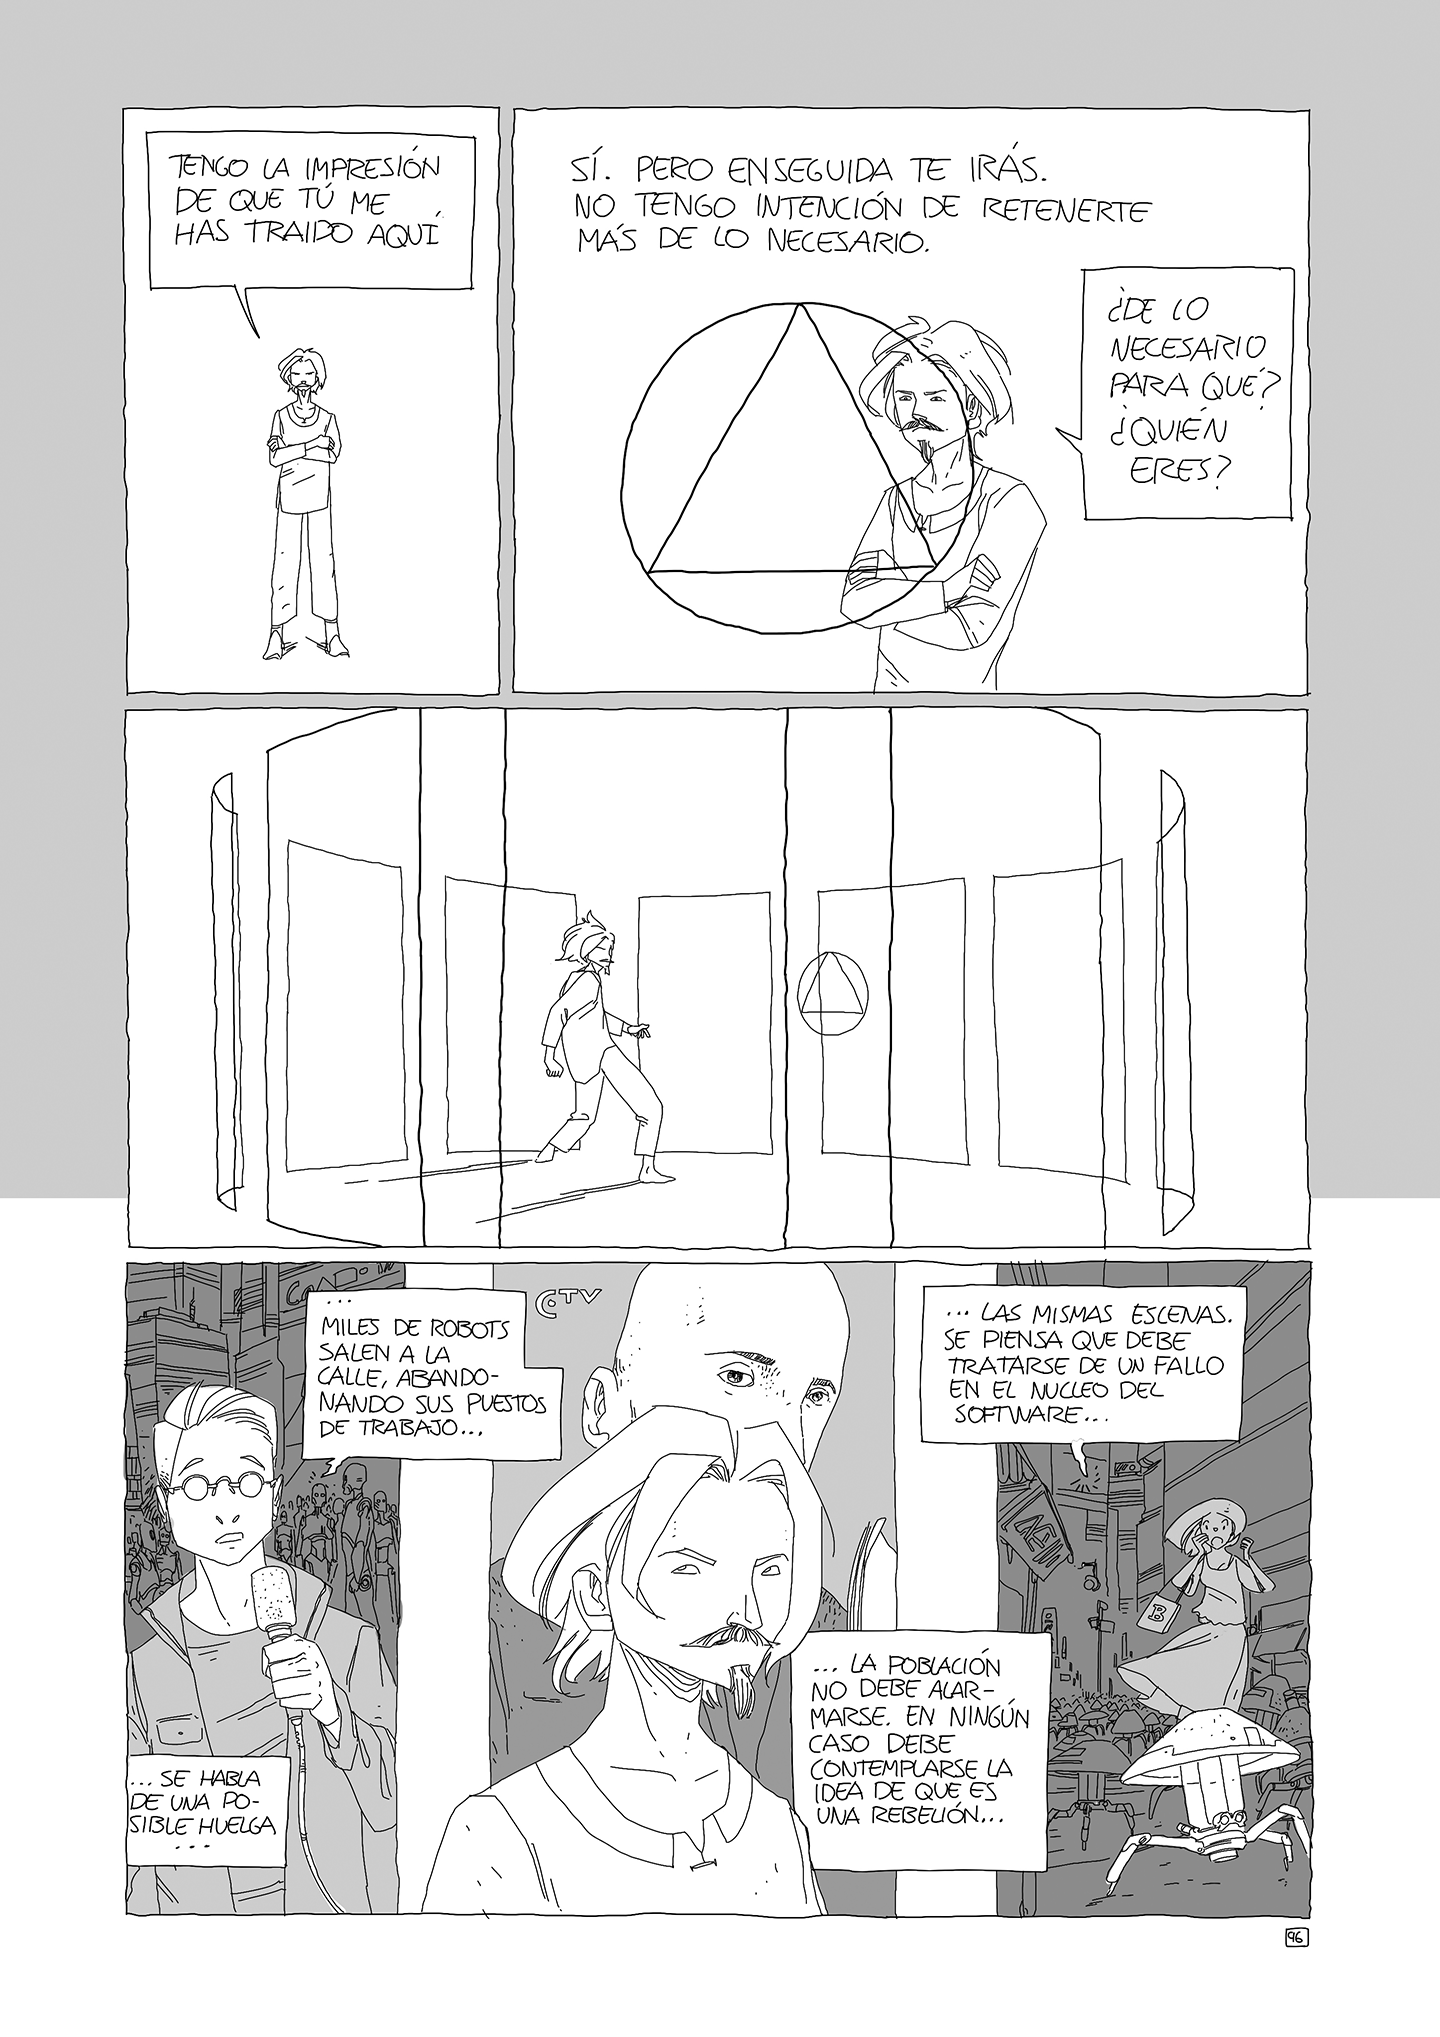 TENGO LA IMPRESIÓN
DE QUE TÚ ME
HAS TRAIDO AQUÍ
SÍ. PERO ENSEGUIDA TE IRÁS.
NO TENGO INTENCIÓN DE RETENERTE
MÁS DE LO NECESARIO.
¿DE LO
NECESARIO
PARA QUÉ?
¿QUIÉN
ERES?
...
MILES DE ROBOTS
SALEN A LA
CALLE, ABANDO-
NANDO SUS PUESTOS
DE TRABAJO...
... SE HABLA
DE UNA PO-
SIBLE HUELGA
...
TV
... LA POBLACIÓN
NO DEBE ALAR-
MARSE. EN NINGÚN
CASO DEBE
CONTEMPLARSE LA
IDEA DE QUE ES
UNA REBELIÓN...
... LAS MISMAS ESCENAS.
SE PIENSA QUE DEBE
TRATARSE DE UN FALLO
EN EL NUCLEO DEL
SOFTWARE...
B
96